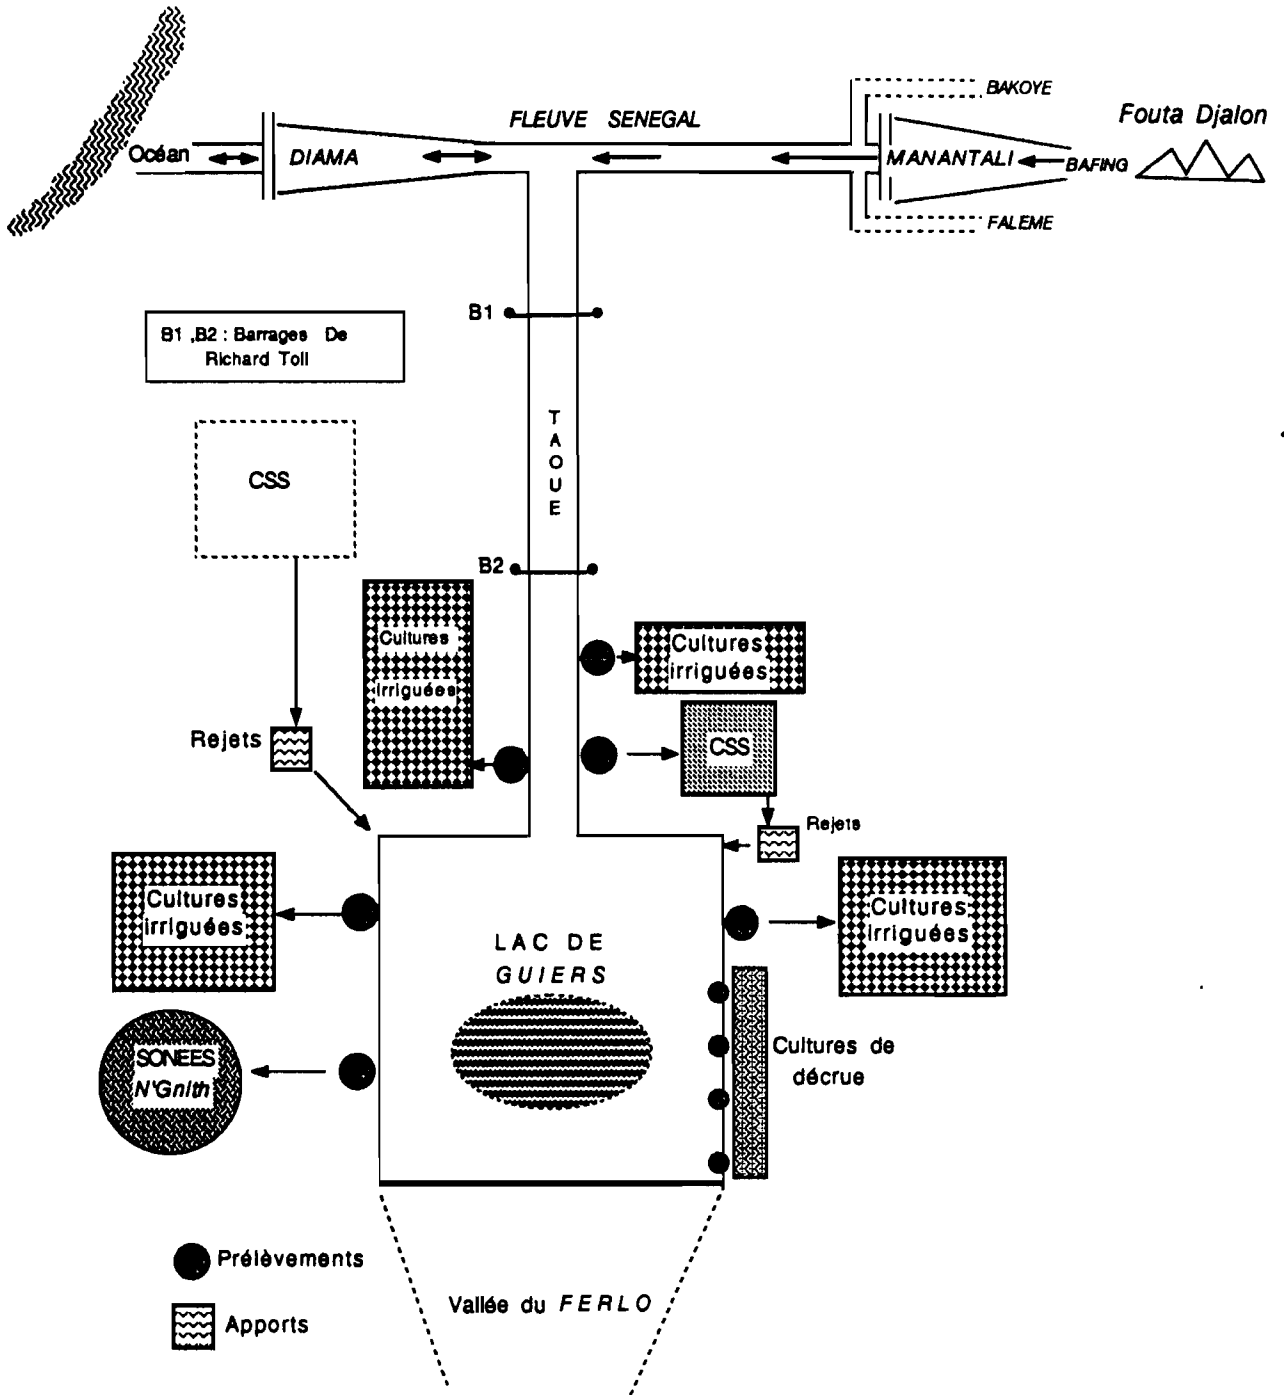 BAKOYE
Fouta Djalon
FLEUVE SENEGAL
Océan
DIAMA
MANANTALI
BAFING
FALEME
B1
B1 ,B2 : Barrages De
Richard Toll
TAOUE
CSS
B2
Cultures
irriguées
Cultures
irriguées
Rejets
CSS
Rejets
Cultures
irriguées
Cultures
irriguées
LAC DE
GUIERS
SONEES
N'Gnith
Cultures de
décrue
Prélèvements
Vallée du FERLO
Apports